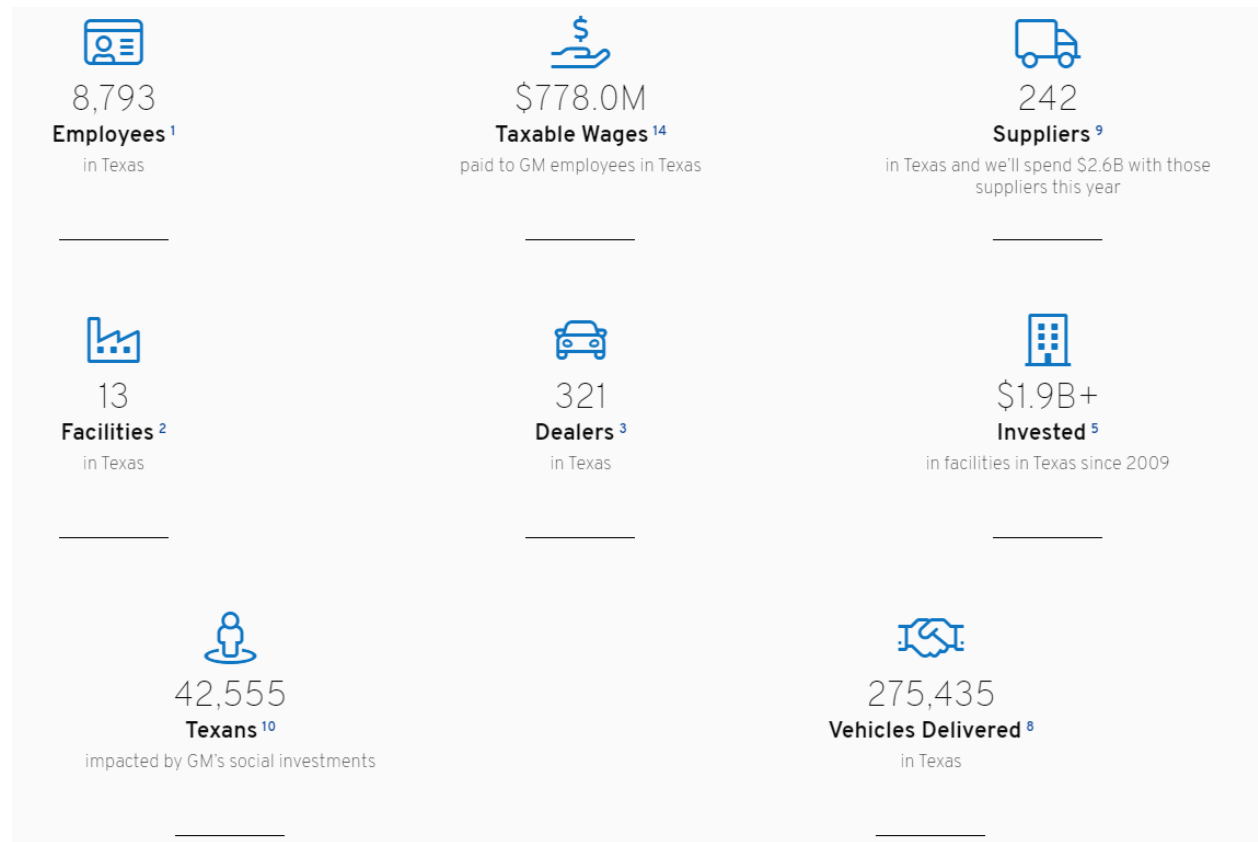 8,793
Employees 1
in Texas
$778.0M
Taxable Wages 14
paid to GM employees in Texas
242
Suppliers 9
in Texas and we'll spend $2.6B with those
suppliers this year
13
Facilities 2
in Texas
321
Dealers 3
in Texas
$1.9B+
Invested 5
in facilities in Texas since 2009
42,555
Texans 10
impacted by GM's social investments
275,435
Vehicles Delivered 8
in Texas